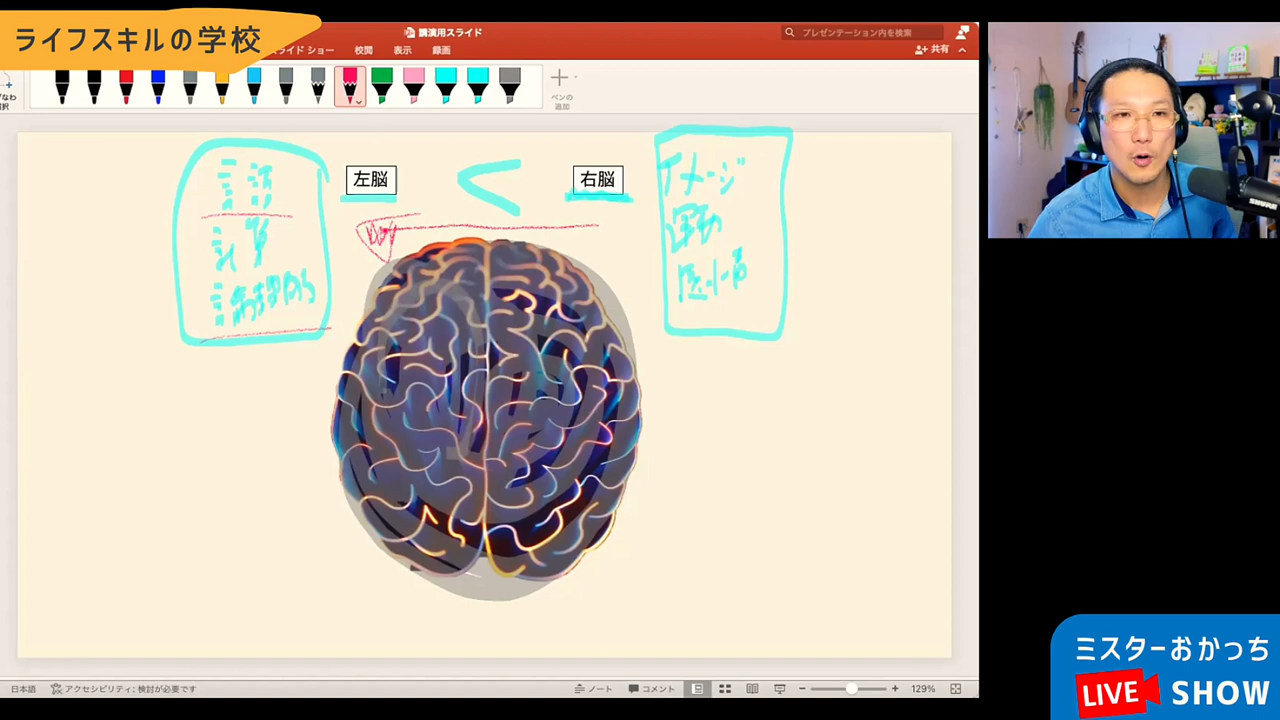 ライフスキルの学校
講演用スライド
プレゼンテーション内を検索
スライド ショー
校閲
表示
録画
共有
なわ
選択
ペンの
追加
言語
計算
左脳
<
右脳
イメージ
運動
日本語
アクセシビリティ: 検討が必要です
ノート
コメント
129%
ミスターおかっち
LIVE SHOW